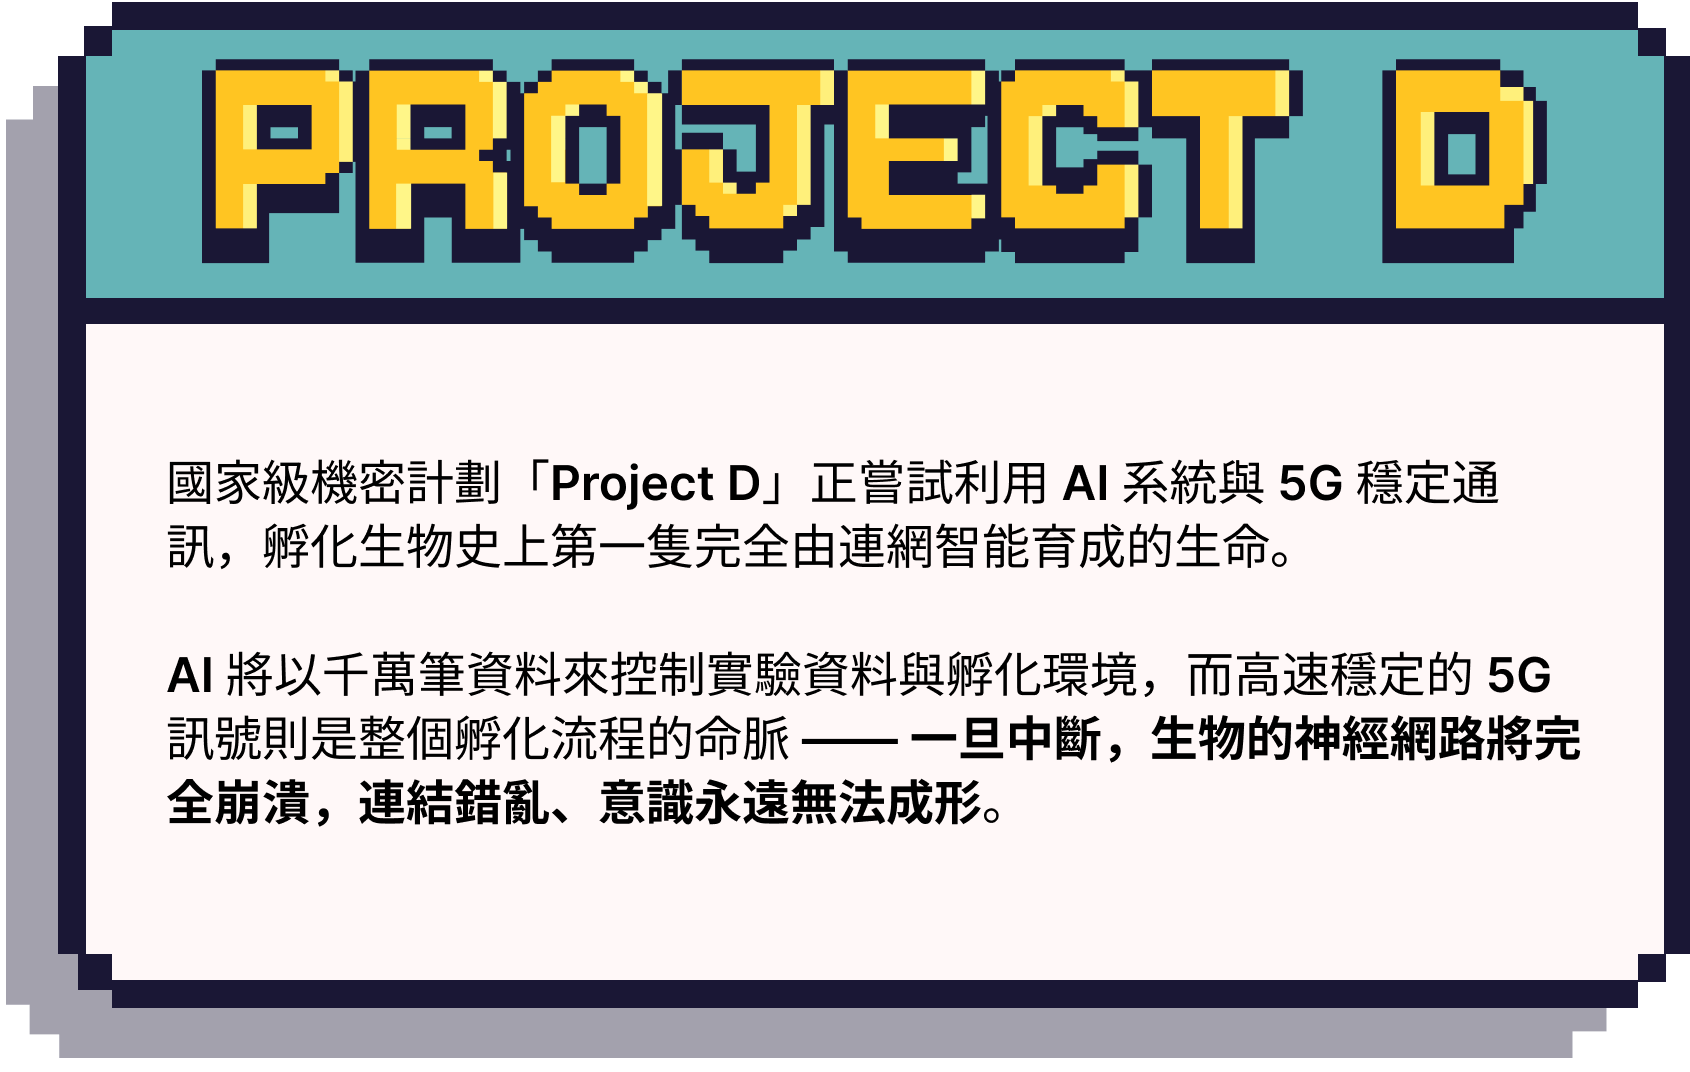 PROJECT D
國家級機密計劃「Project D」正嘗試利用 AI 系統與 5G 穩定通
訊，孵化生物史上第一隻完全由連網智能育成的生命。
AI 將以千萬筆資料來控制實驗資料與孵化環境，而高速穩定的 5G
訊號則是整個孵化流程的命脈 —— 一旦中斷，生物的神經網路將完
全崩潰，連結錯亂、意識永遠無法成形。